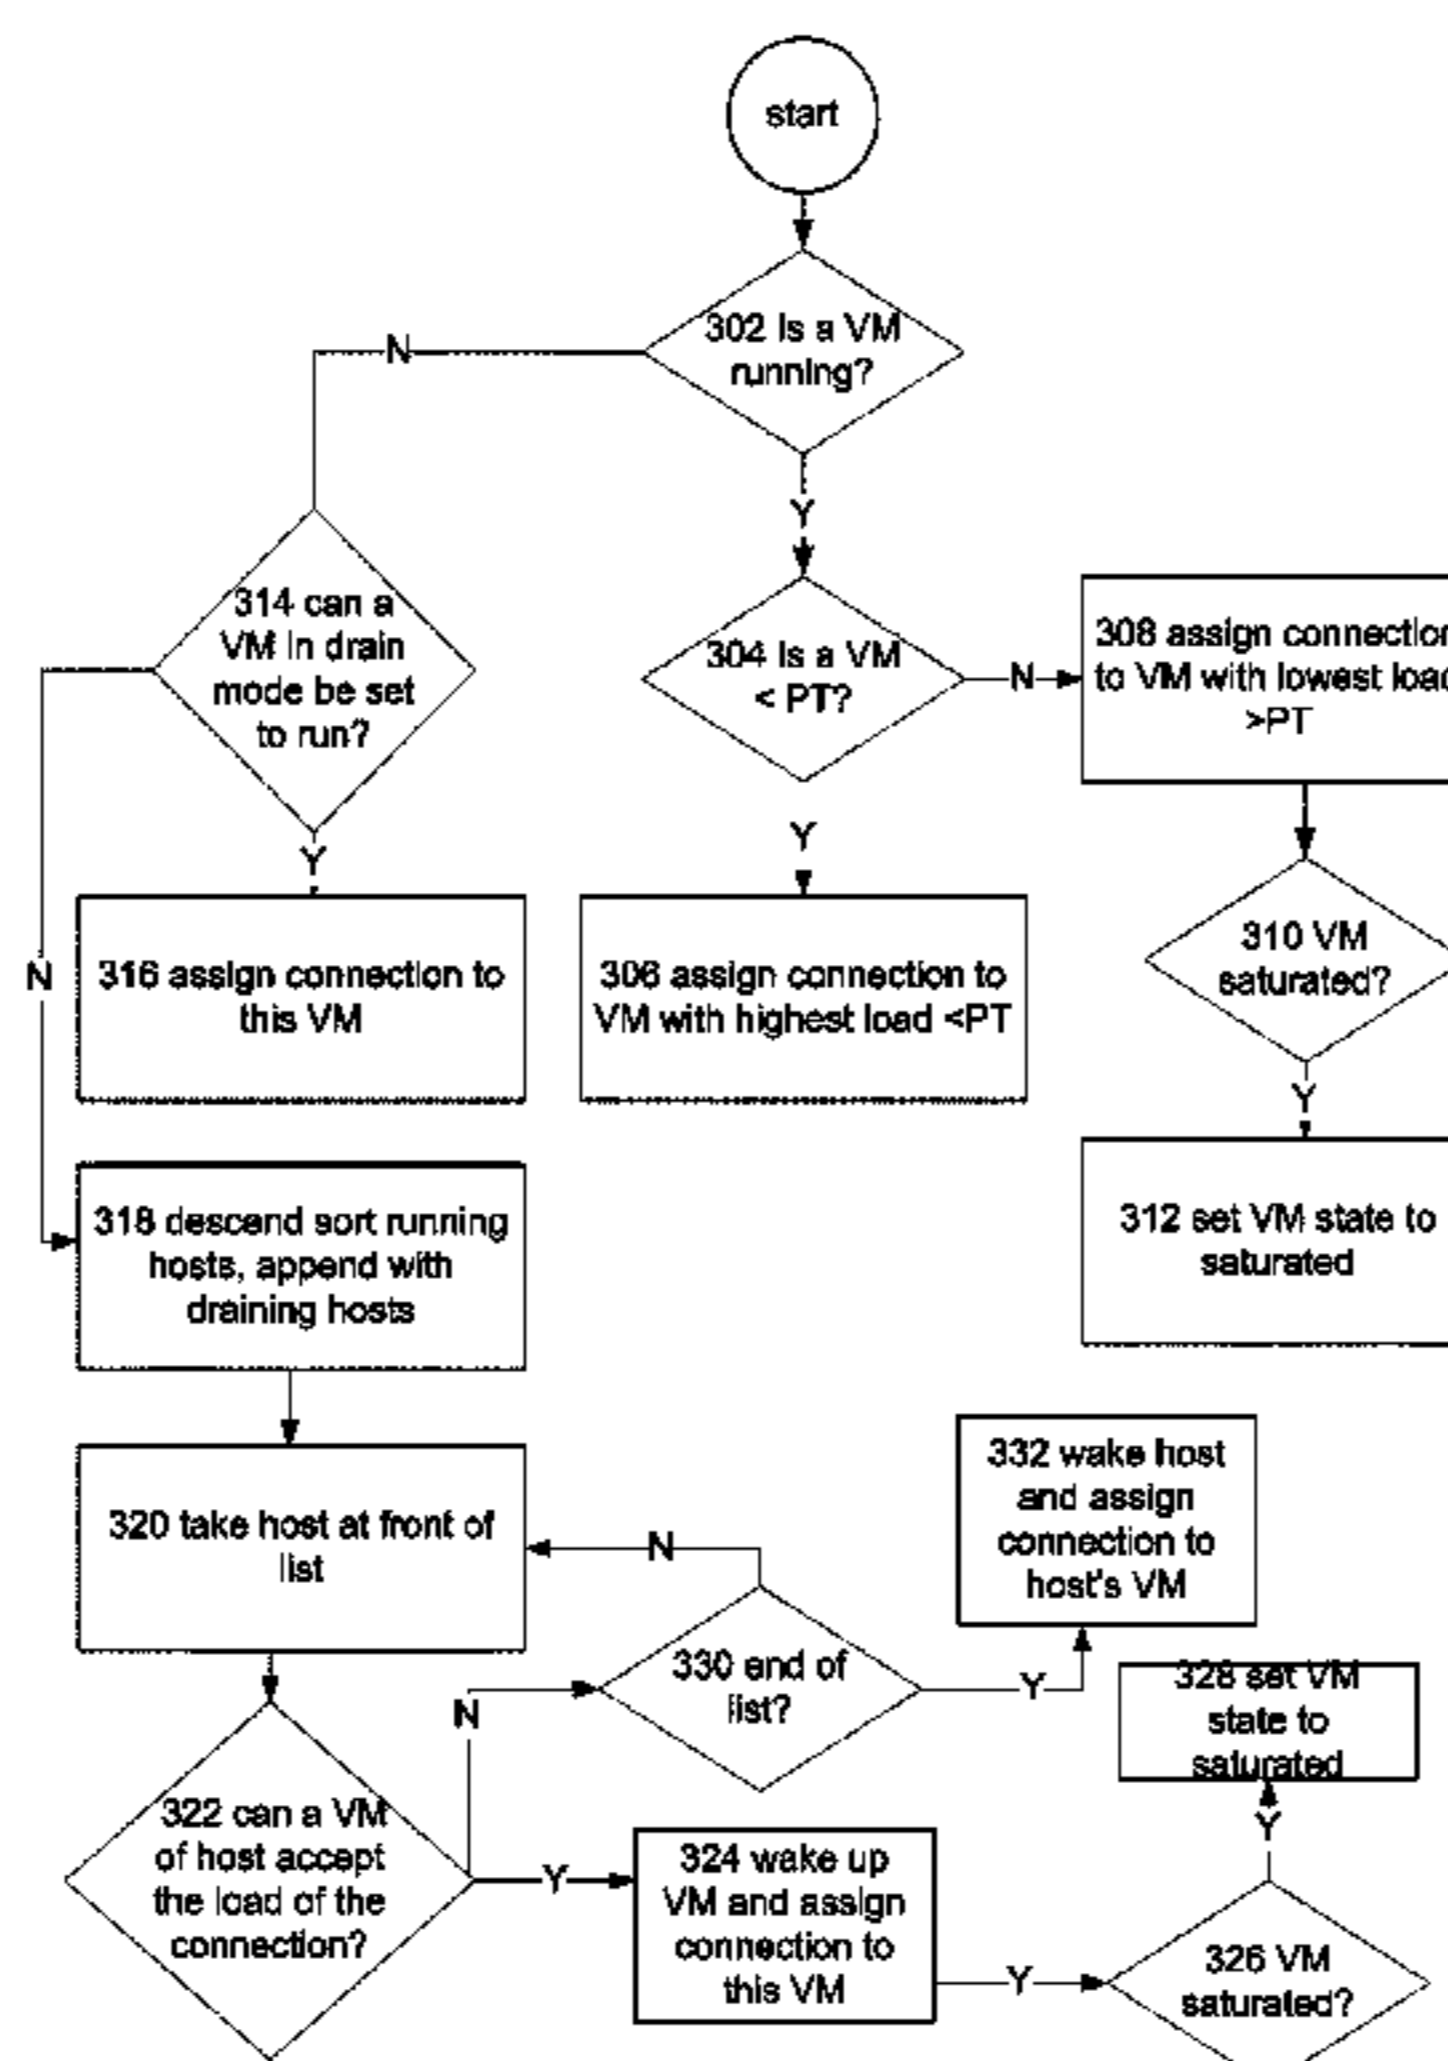 start
302 is a VM
running?
N
Y
314 can a
VM in drain
mode be set
to run?
304 is a VM
< PT?
N
308 assign connection
to VM with lowest load
>PT
Y
Y
N
316 assign connection to
this VM
306 assign connection to
VM with highest load <PT
310 VM
saturated?
Y
318 descend sort running
hosts, append with
draining hosts
312 set VM state to
saturated
320 take host at front of
list
N
332 wake host
and assign
connection to
host's VM
330 end of
list?
Y
N
328 set VM
state to
saturated
322 can a VM
of host accept
the load of the
connection?
Y
324 wake up
VM and assign
connection to
this VM
Y
Y
326 VM
saturated?